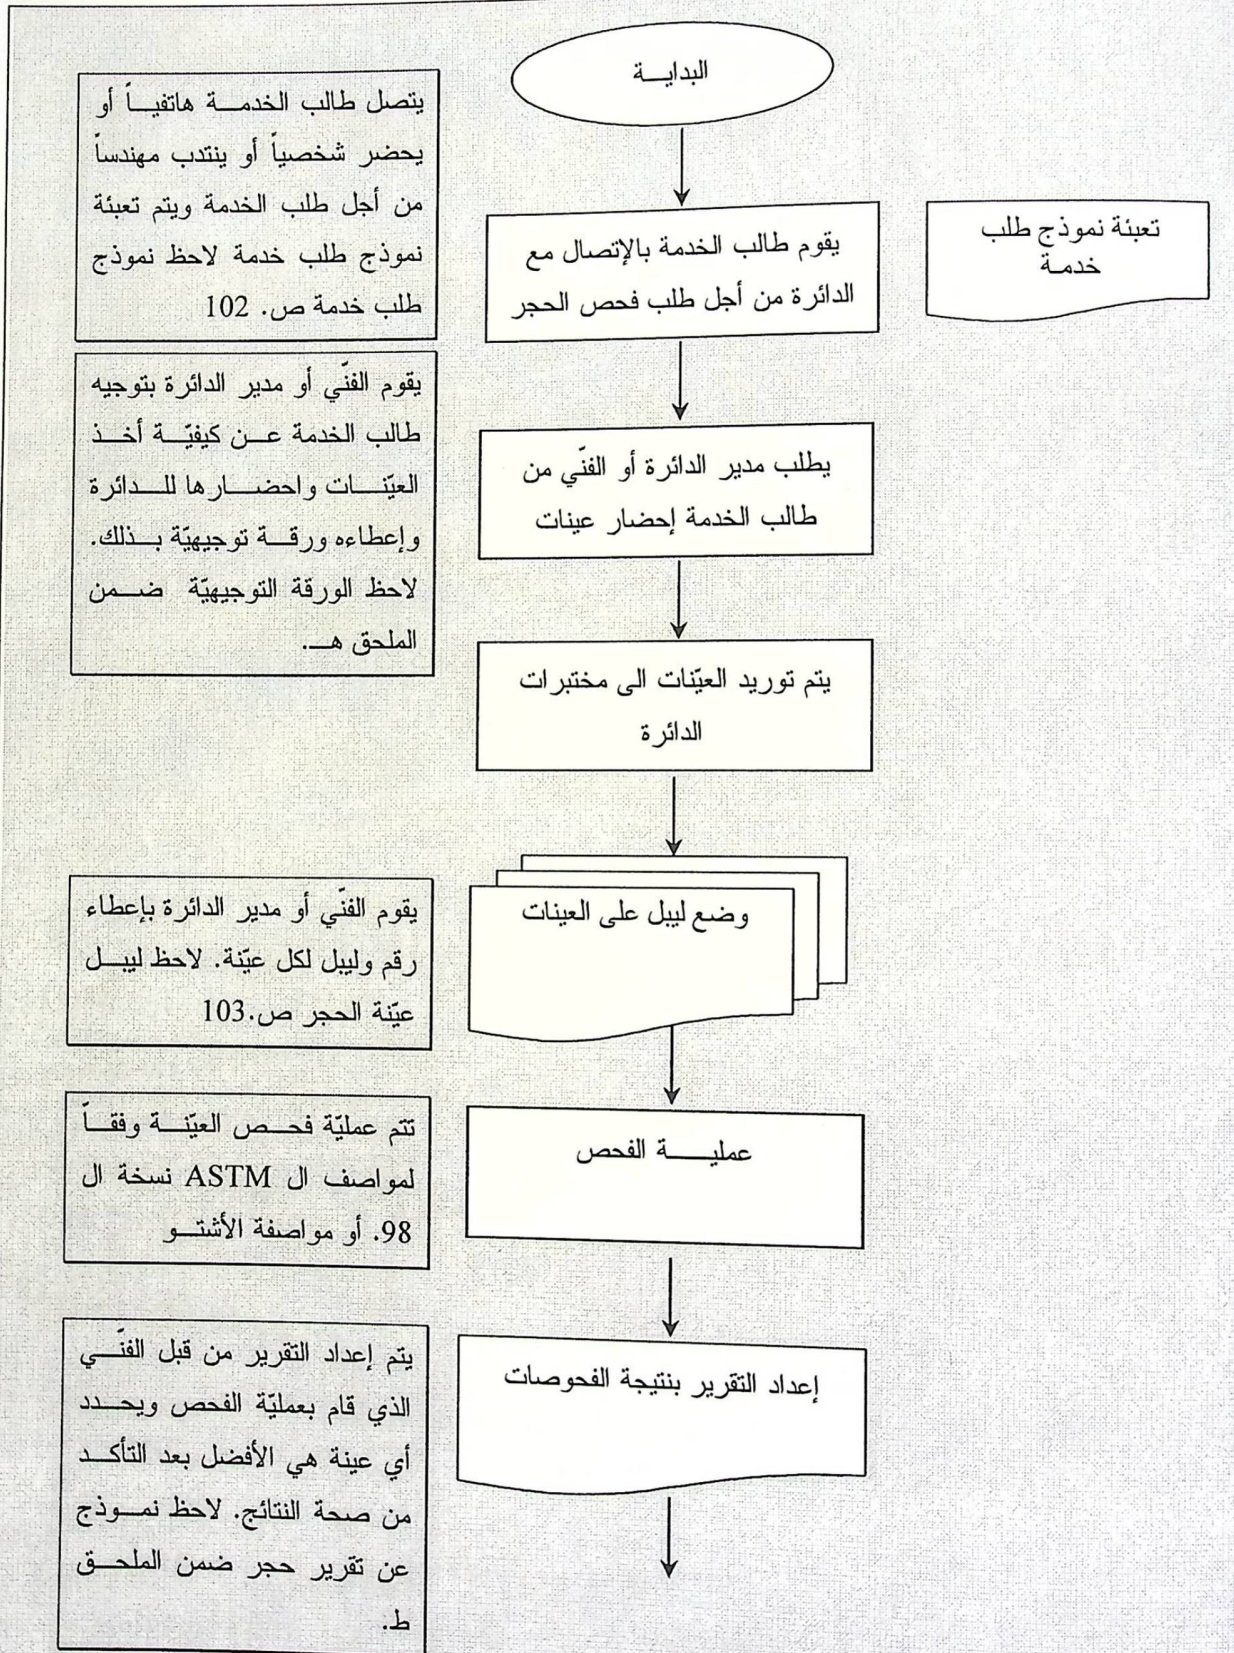 البداية
يتصل طالب الخدمة هاتفياً أو
يحضر شخصياً أو ينتدب مهندساً
من أجل طلب الخدمة ويتم تعبئة
نموذج طلب خدمة لاحظ نموذج
طلب خدمة ص. 102
يقوم طالب الخدمة بالإتصال مع
الدائرة من أجل طلب فحص الحجر
تعبئة نموذج طلب
خدمة
يقوم الفنّي أو مدير الدائرة بتوجيه
طالب الخدمة عن كيفيّة أخذ
العيّنات واحضارها للدائرة
وإعطاءه ورقة توجيهيّة بذلك.
لاحظ الورقة التوجيهيّة ضمن
الملحق هـ.
يطلب مدير الدائرة أو الفنّي من
طالب الخدمة إحضار عينات
يتم توريد العيّنات الى مختبرات
الدائرة
وضع ليبل على العينات
يقوم الفنّي أو مدير الدائرة بإعطاء
رقم وليبل لكل عيّنة. لاحظ ليبل
عيّنة الحجر ص.103
عملية الفحص
تتم عمليّة فحص العيّنة وفقاً
لمواصف ال ASTM نسخة ال
98. أو مواصفة الأشتو
إعداد التقرير بنتيجة الفحوصات
يتم إعداد التقرير من قبل الفنّي
الذي قام بعمليّة الفحص ويحدد
أي عينة هي الأفضل بعد التأكد
من صحة النتائج. لاحظ نموذج
عن تقرير حجر ضمن الملحق
ط.